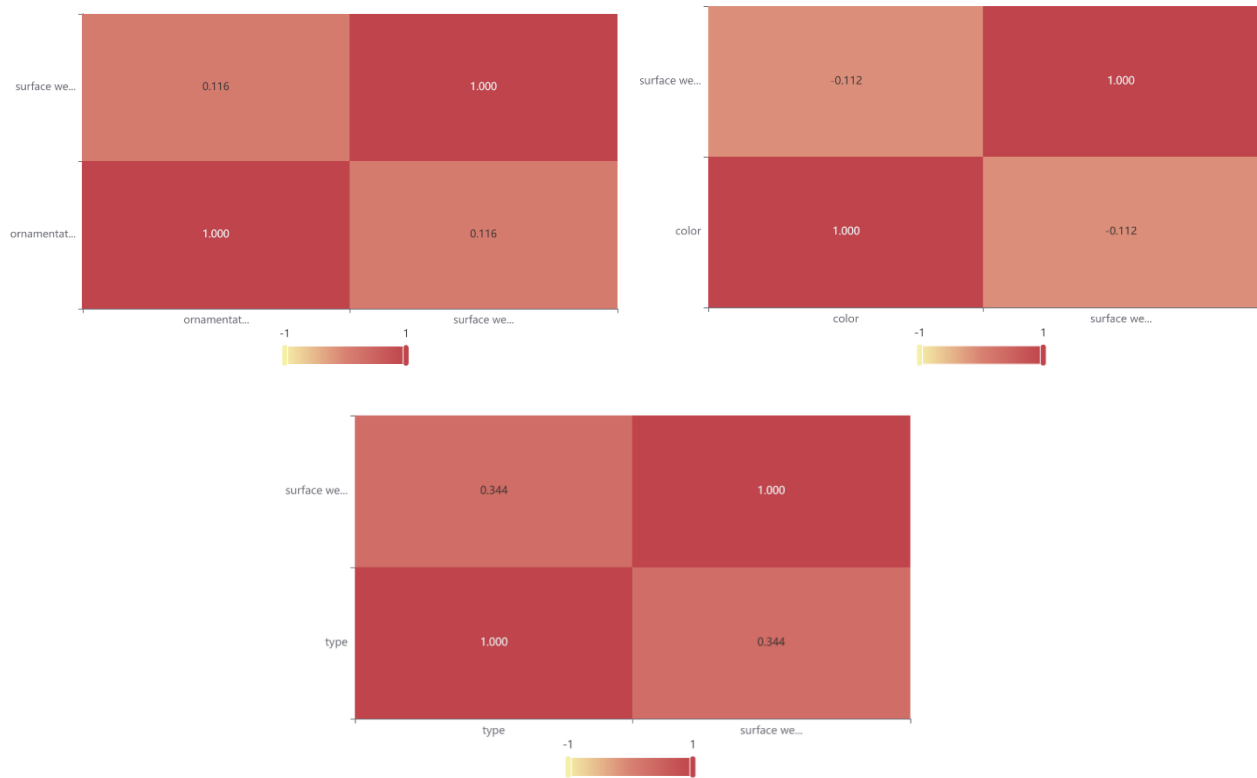 surface we...
0.116
1.000
ornamentat...
1.000
0.116
ornamentat...
surface we...
-1
1
surface we...
-0.112
1.000
color
1.000
-0.112
color
surface we...
-1
1
surface we...
0.344
1.000
type
1.000
0.344
type
surface we...
-1
1